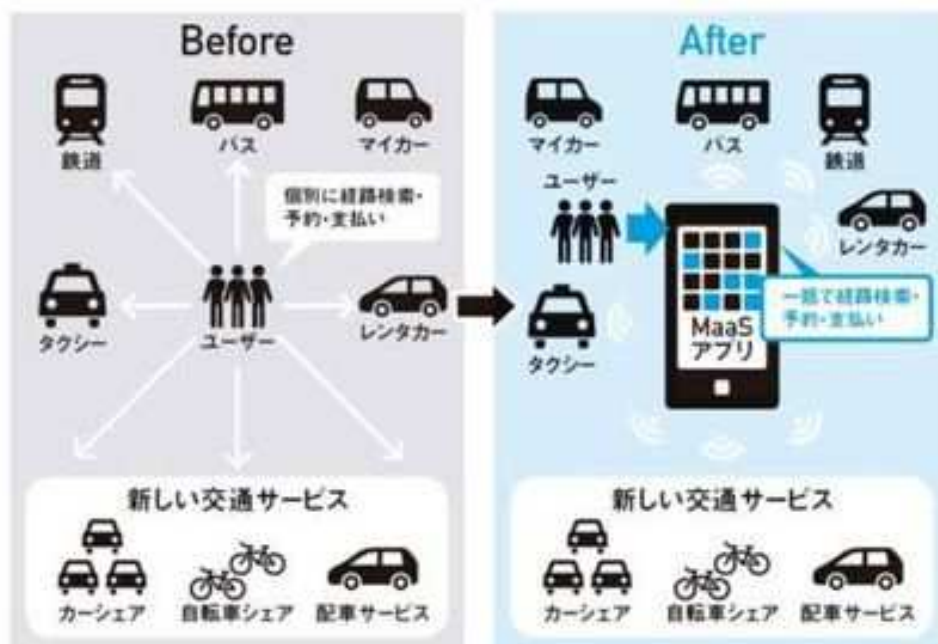 Before
鉄道
バス
マイカー
個別に経路検索・
予約・支払い
タクシー
ユーザー
レンタカー
新しい交通サービス
カーシェア
自転車シェア
配車サービス
After
マイカー
バス
鉄道
ユーザー
レンタカー
一括で経路検索・
予約・支払い
MaaS
アプリ
タクシー
新しい交通サービス
カーシェア
自転車シェア
配車サービス